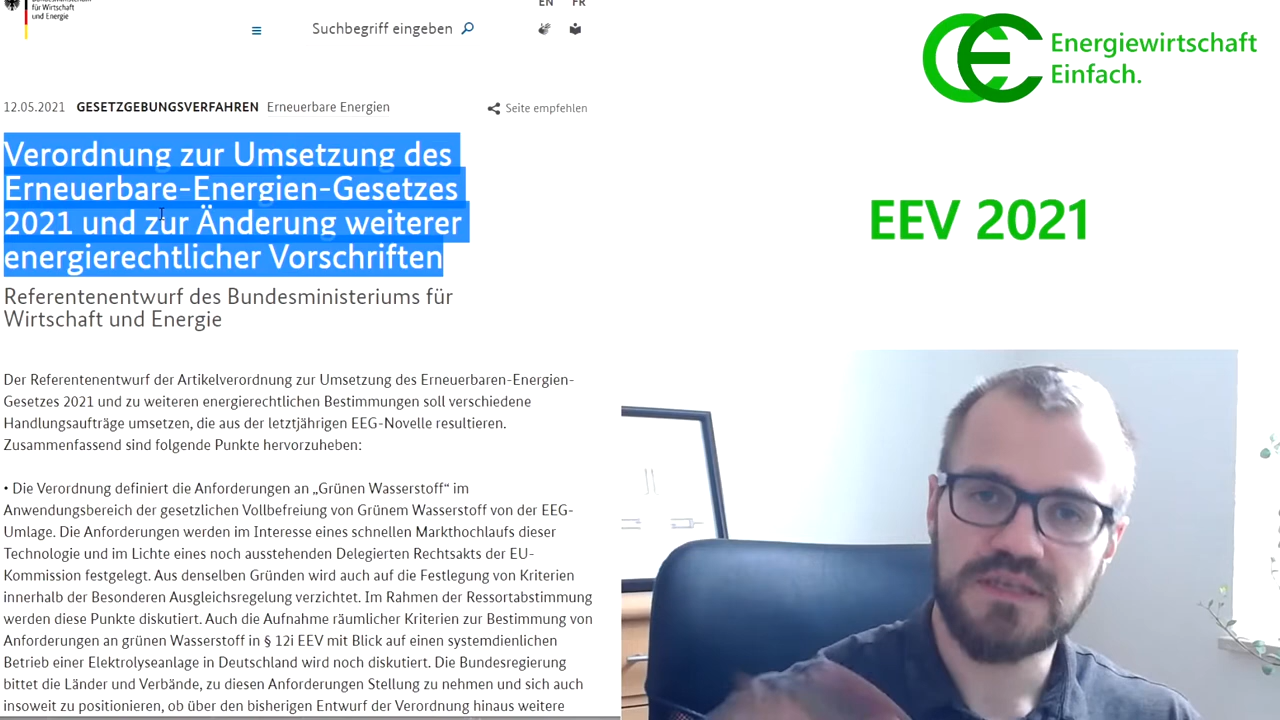 Bundesministerium
für Wirtschaft
und Energie
EN FR
Suchbegriff eingeben
12.05.2021 GESETZGEBUNGSVERFAHREN Erneuerbare Energien
Seite empfehlen
Verordnung zur Umsetzung des
Erneuerbare-Energien-Gesetzes
2021 und zur Änderung weiterer
energierechtlicher Vorschriften
Referentenentwurf des Bundesministeriums für
Wirtschaft und Energie
Der Referentenentwurf der Artikelverordnung zur Umsetzung des Erneuerbaren-Energien-
Gesetzes 2021 und zu weiteren energierechtlichen Bestimmungen soll verschiedene
Handlungsaufträge umsetzen, die aus der letztjährigen EEG-Novelle resultieren.
Zusammenfassend sind folgende Punkte hervorzuheben:
• Die Verordnung definiert die Anforderungen an „Grünen Wasserstoff“ im
Anwendungsbereich der gesetzlichen Vollbefreiung von Grünem Wasserstoff von der EEG-
Umlage. Die Anforderungen werden im Interesse eines schnellen Markthochlaufs dieser
Technologie und im Lichte eines noch ausstehenden Delegierten Rechtsakts der EU-
Kommission festgelegt. Aus denselben Gründen wird auch auf die Festlegung von Kriterien
innerhalb der Besonderen Ausgleichsregelung verzichtet. Im Rahmen der Ressortabstimmung
werden diese Punkte diskutiert. Auch die Aufnahme räumlicher Kriterien zur Bestimmung von
Anforderungen an grünen Wasserstoff in § 12i EEV mit Blick auf einen systemdienlichen
Betrieb einer Elektrolyseanlage in Deutschland wird noch diskutiert. Die Bundesregierung
bittet die Länder und Verbände, zu diesen Anforderungen Stellung zu nehmen und sich auch
insoweit zu positionieren, ob über den bisherigen Entwurf der Verordnung hinaus weitere
Energiewirtschaft
Einfach.
EEV 2021